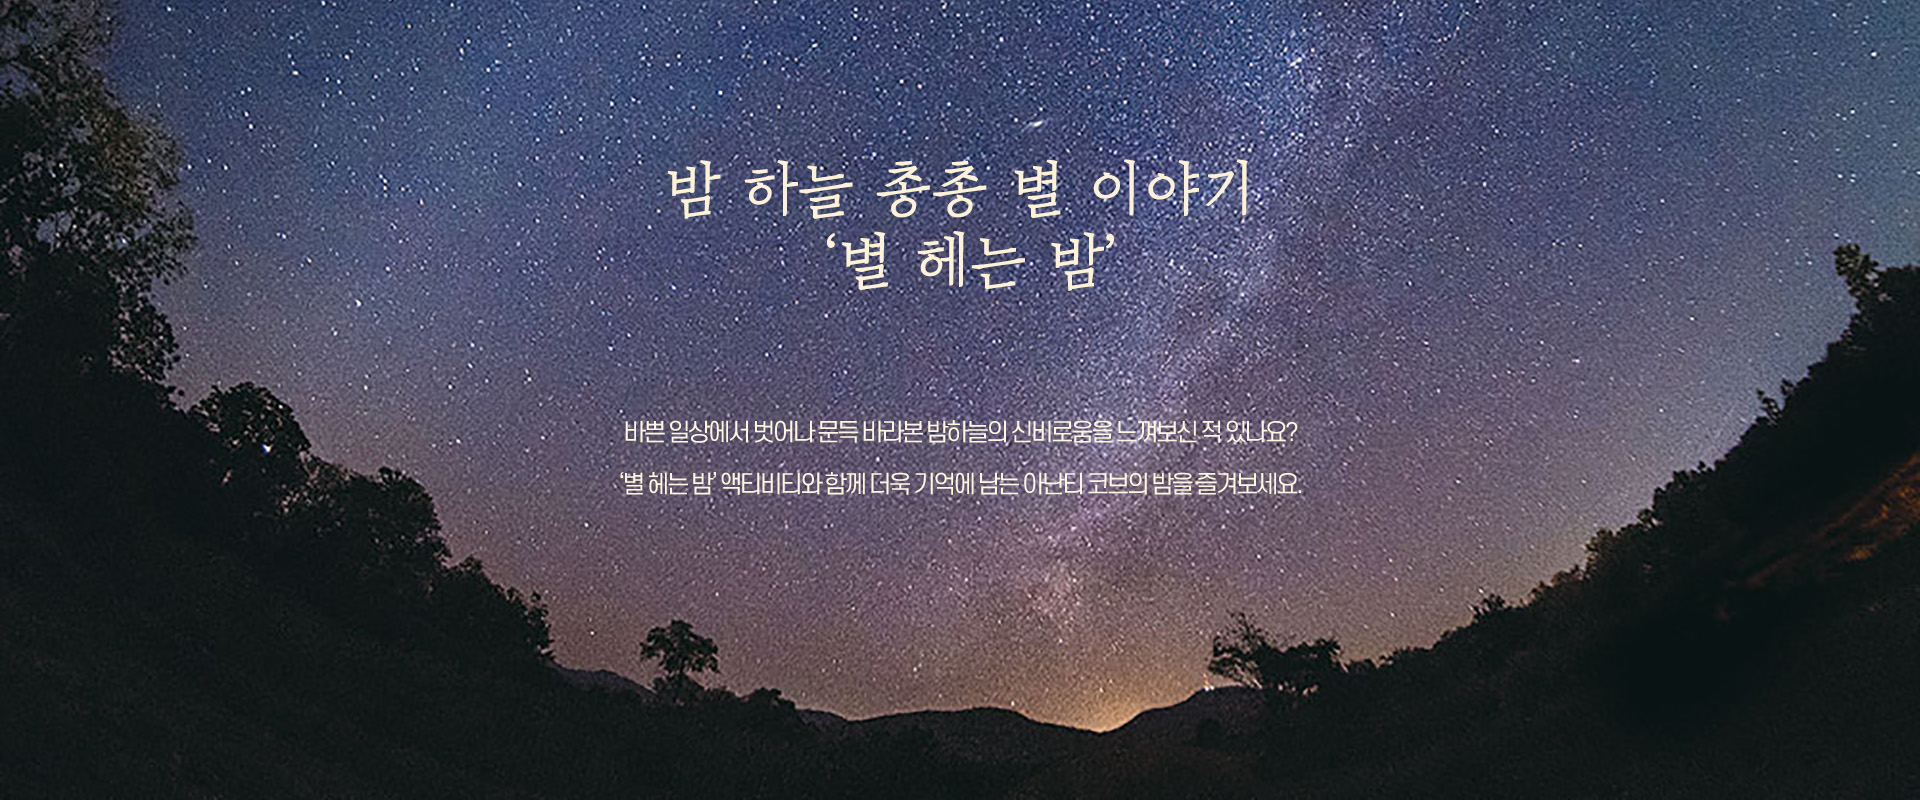 밤 하늘 총총 별 이야기
‘별 헤는 밤’
바쁜 일상에서 벗어나 문득 바라본 밤하늘의 신비로움을 느껴보신 적 있나요?
‘별 헤는 밤’ 액티비티와 함께 더욱 기억에 남는 아난티 코브의 밤을 즐겨보세요.